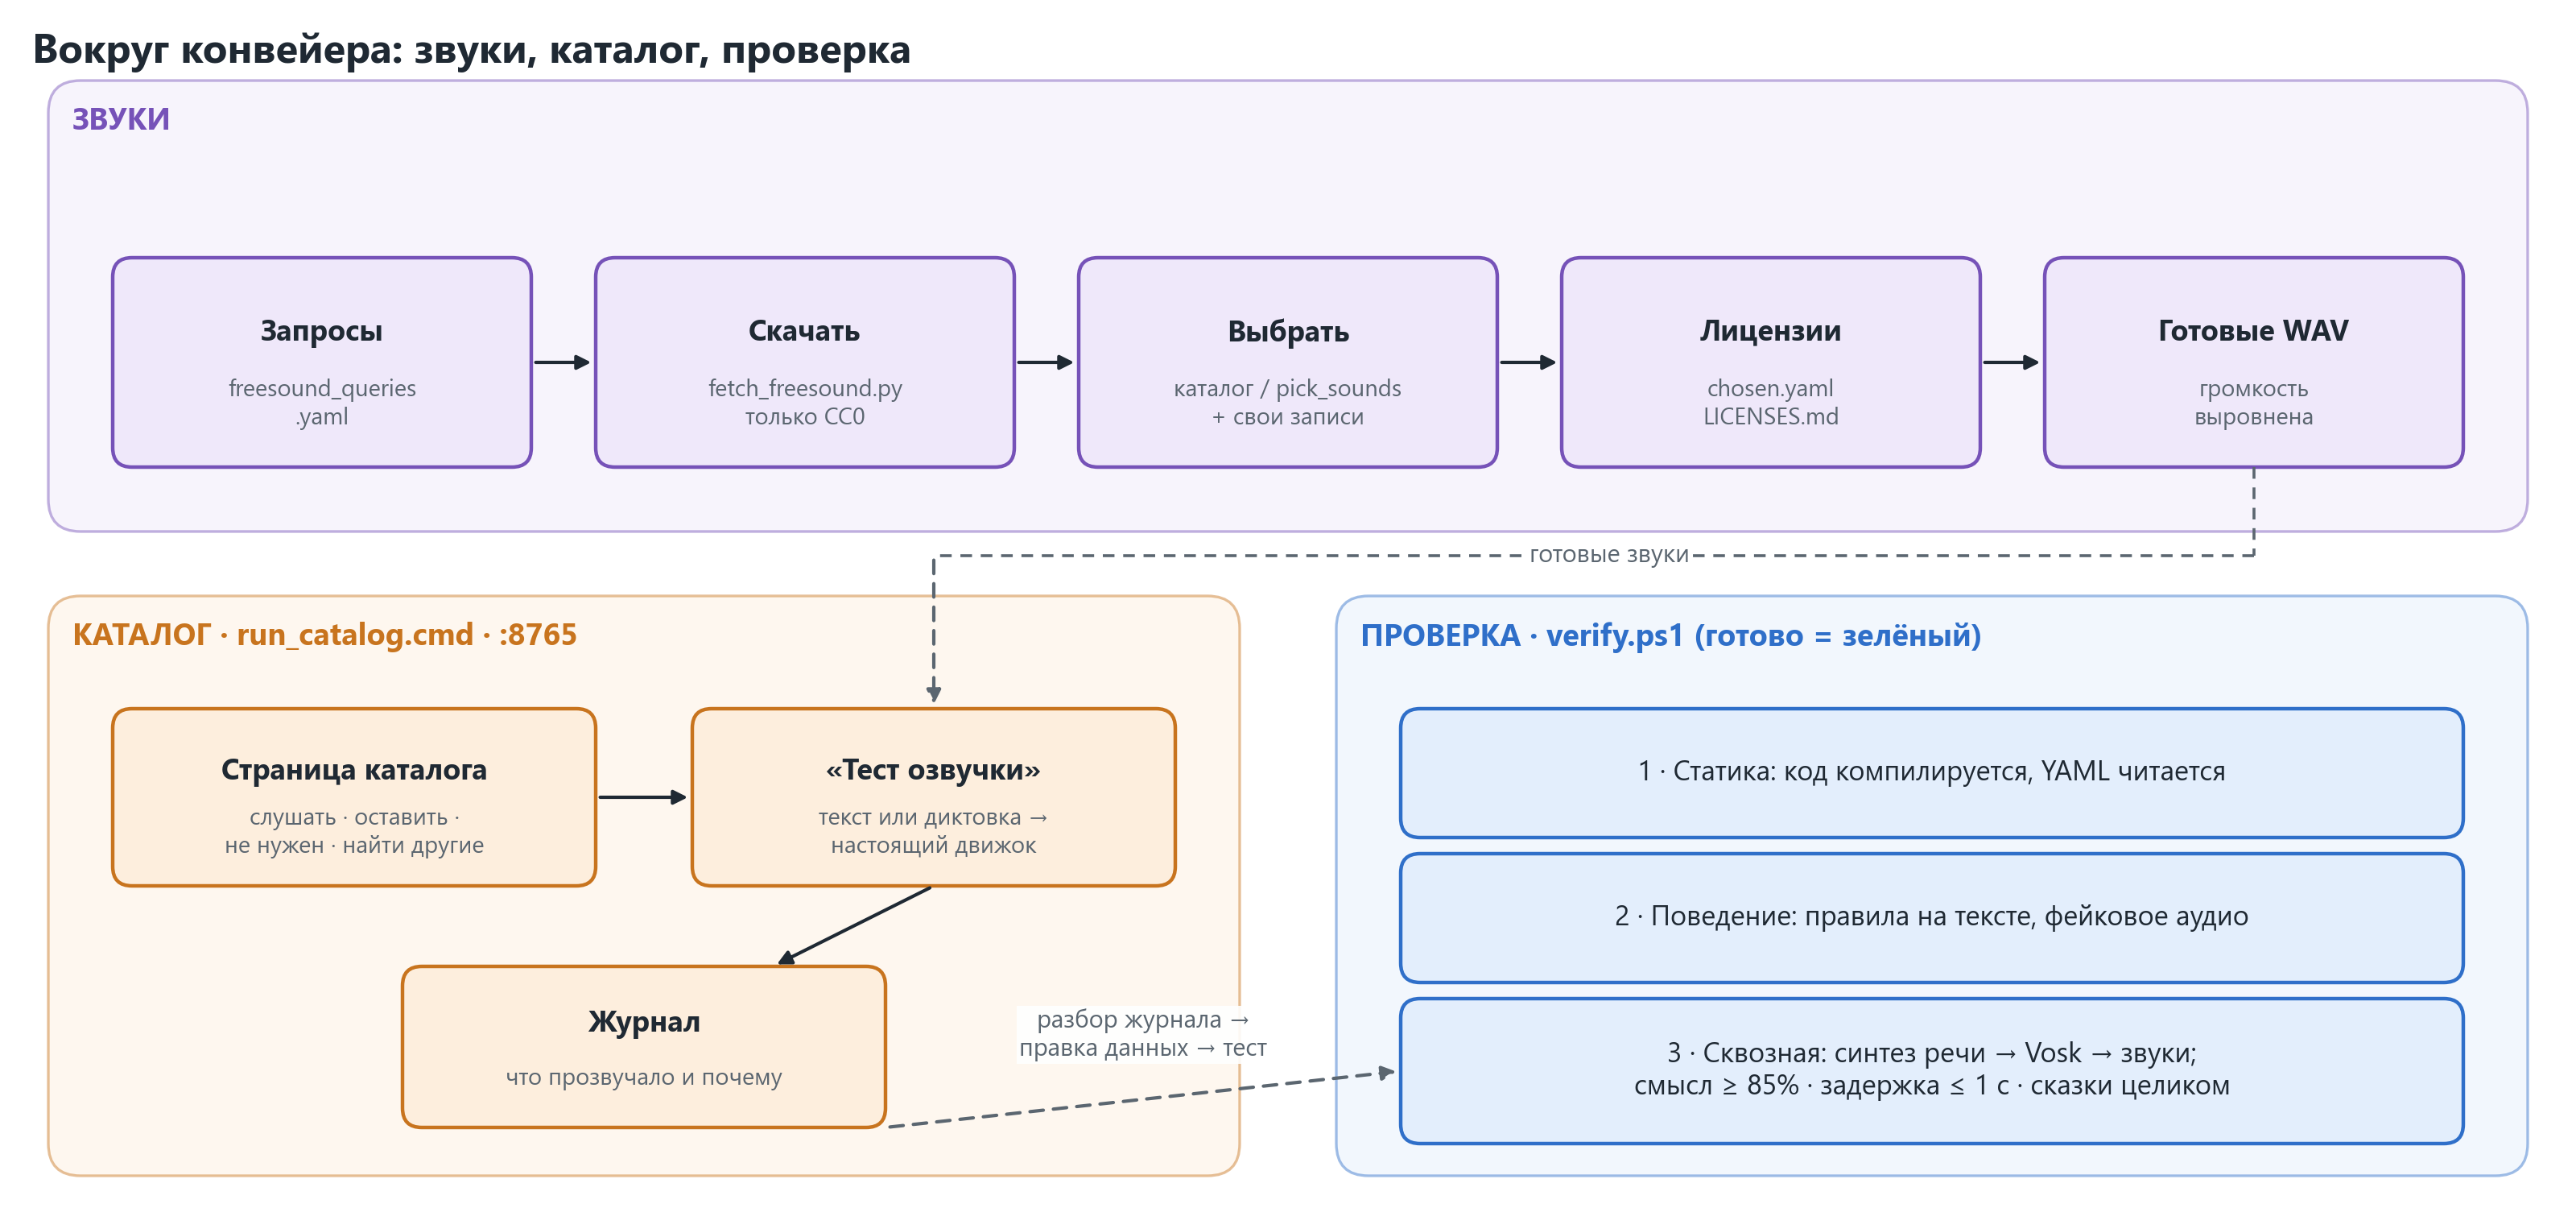 Вокруг конвейера: звуки, каталог, проверка
ЗВУКИ
Запросы
freesound_queries
.yaml
Скачать
fetch_freesound.py
только CC0
Выбрать
каталог / pick_sounds
+ свои записи
Лицензии
chosen.yaml
LICENSES.md
Готовые WAV
громкость
выровнена
готовые звуки
КАТАЛОГ · run_catalog.cmd · :8765
Страница каталога
слушать · оставить ·
не нужен · найти другие
«Тест озвучки»
текст или диктовка →
настоящий движок
Журнал
что прозвучало и почему
разбор журнала →
правка данных → тест
ПРОВЕРКА · verify.ps1 (готово = зелёный)
1 · Статика: код компилируется, YAML читается
2 · Поведение: правила на тексте, фейковое аудио
3 · Сквозная: синтез речи → Vosk → звуки;
смысл ≥ 85% · задержка ≤ 1 с · сказки целиком